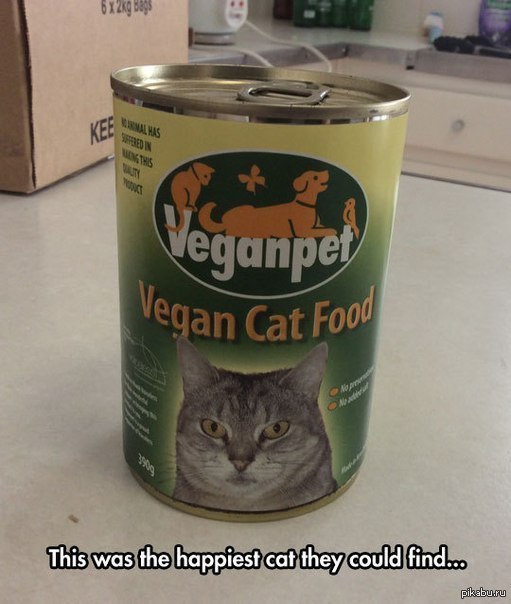 6 x 2kg Bags
KEE
NO ANIMAL HAS
SUFFERED IN
MAKING THIS
QUALITY
PRODUCT
Veganpet
Vegan Cat Food
No preservatives
No added salt
390g
This was the happiest cat they could find...
pikabu.ru